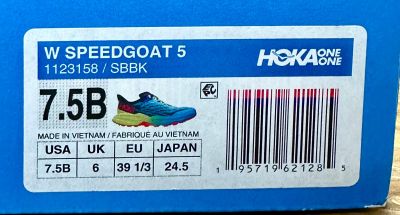 W SPEEDGOAT 5
1123158 / SBBK
HOKA ONE ONE
7.5B
MADE IN VIETNAM / FABRIQUÉ AU VIETNAM
USA UK EU JAPAN
7.5B 6 39 1/3 24.5
1 95719 62128 5